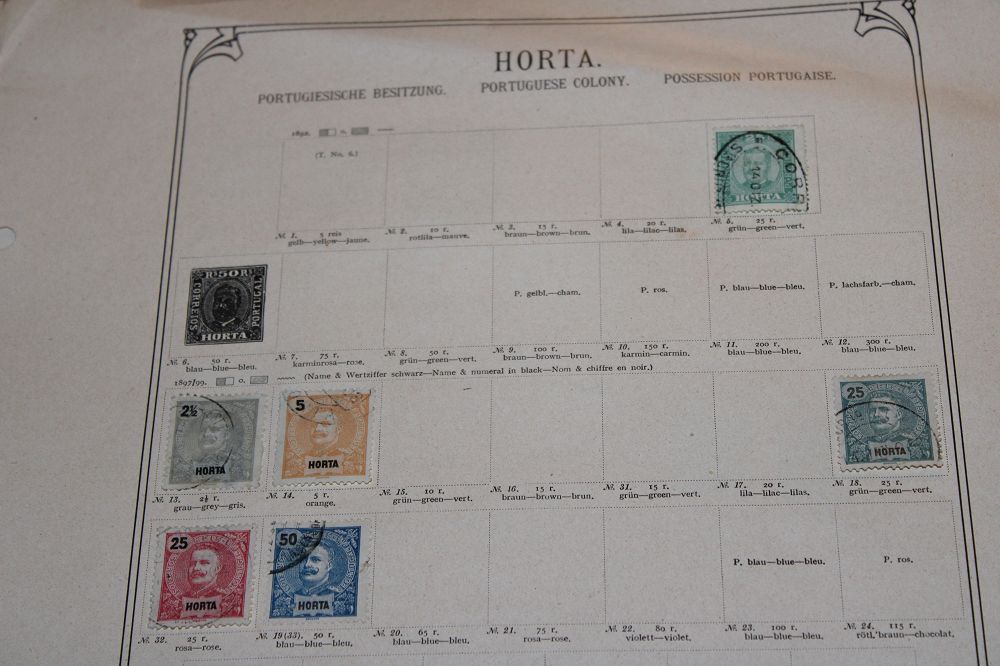 HORTA.
PORTUGIESISCHE BESITZUNG. PORTUGUESE COLONY. POSSESSION PORTUGAISE.
1892. o.
(T. No. 6.)
CORR
HORTA
№. 1. 5 reis №. 2. 10 r. №. 3. 15 r. №. 4. 20 r. №. 5. 25 r.
gelb—yellow—jaune. rotlila—mauve. braun—brown—brun. lila—lilac—lilas. grün—green—vert.
R 50 R
CORREIOS PORTUGAL
HORTA
P. gelbl.—cham. P. ros. P. blau—blue—bleu. P. lachsfarb.—cham.
№. 6. 50 r. №. 7. 75 r. №. 8. 50 r. №. 9. 100 r. №. 10. 150 r. №. 11. 200 r. №. 12. 300 r.
blau—blue—bleu. karminrosa—rose. grün—green—vert. braun—brown—brun. karmin—carmin. blau—blue—bleu. blau—blue—bleu.
1897/99. o. (Name & Wertziffer schwarz—Name & numeral in black—Nom & chiffre en noir.)
2½ 5 25
HORTA HORTA HORTA
№. 13. 2½ r. №. 14. 5 r. №. 15. 10 r. №. 16. 15 r. №. 31. 15 r. №. 17. 20 r. №. 18. 25 r.
grau—grey—gris. orange. grün—green—vert. braun—brown—brun. grün—green—vert. lila—lilac—lilas. grün—green—vert.
25 50
HORTA HORTA
P. blau—blue—bleu. P. ros.
№. 32. 25 r. №. 19 (33). 50 r. №. 20. 65 r. №. 21. 75 r. №. 22. 80 r. №. 23. 100 r. №. 24. 115 r.
rosa—rose. blau—blue—bleu. blau—blue—bleu. rosa—rose. violett—violet. blau—blue—bleu. rötl.'braun—chocolat.